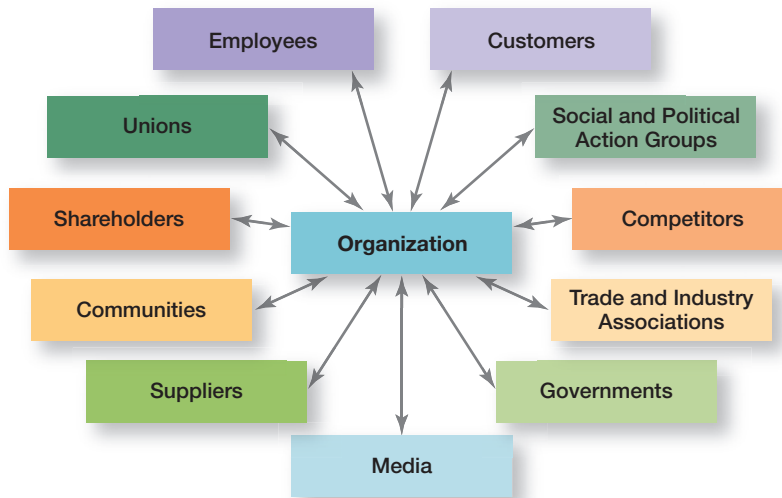 Employees
Customers
Unions
Social and Political
Action Groups
Shareholders
Organization
Competitors
Communities
Trade and Industry
Associations
Suppliers
Governments
Media